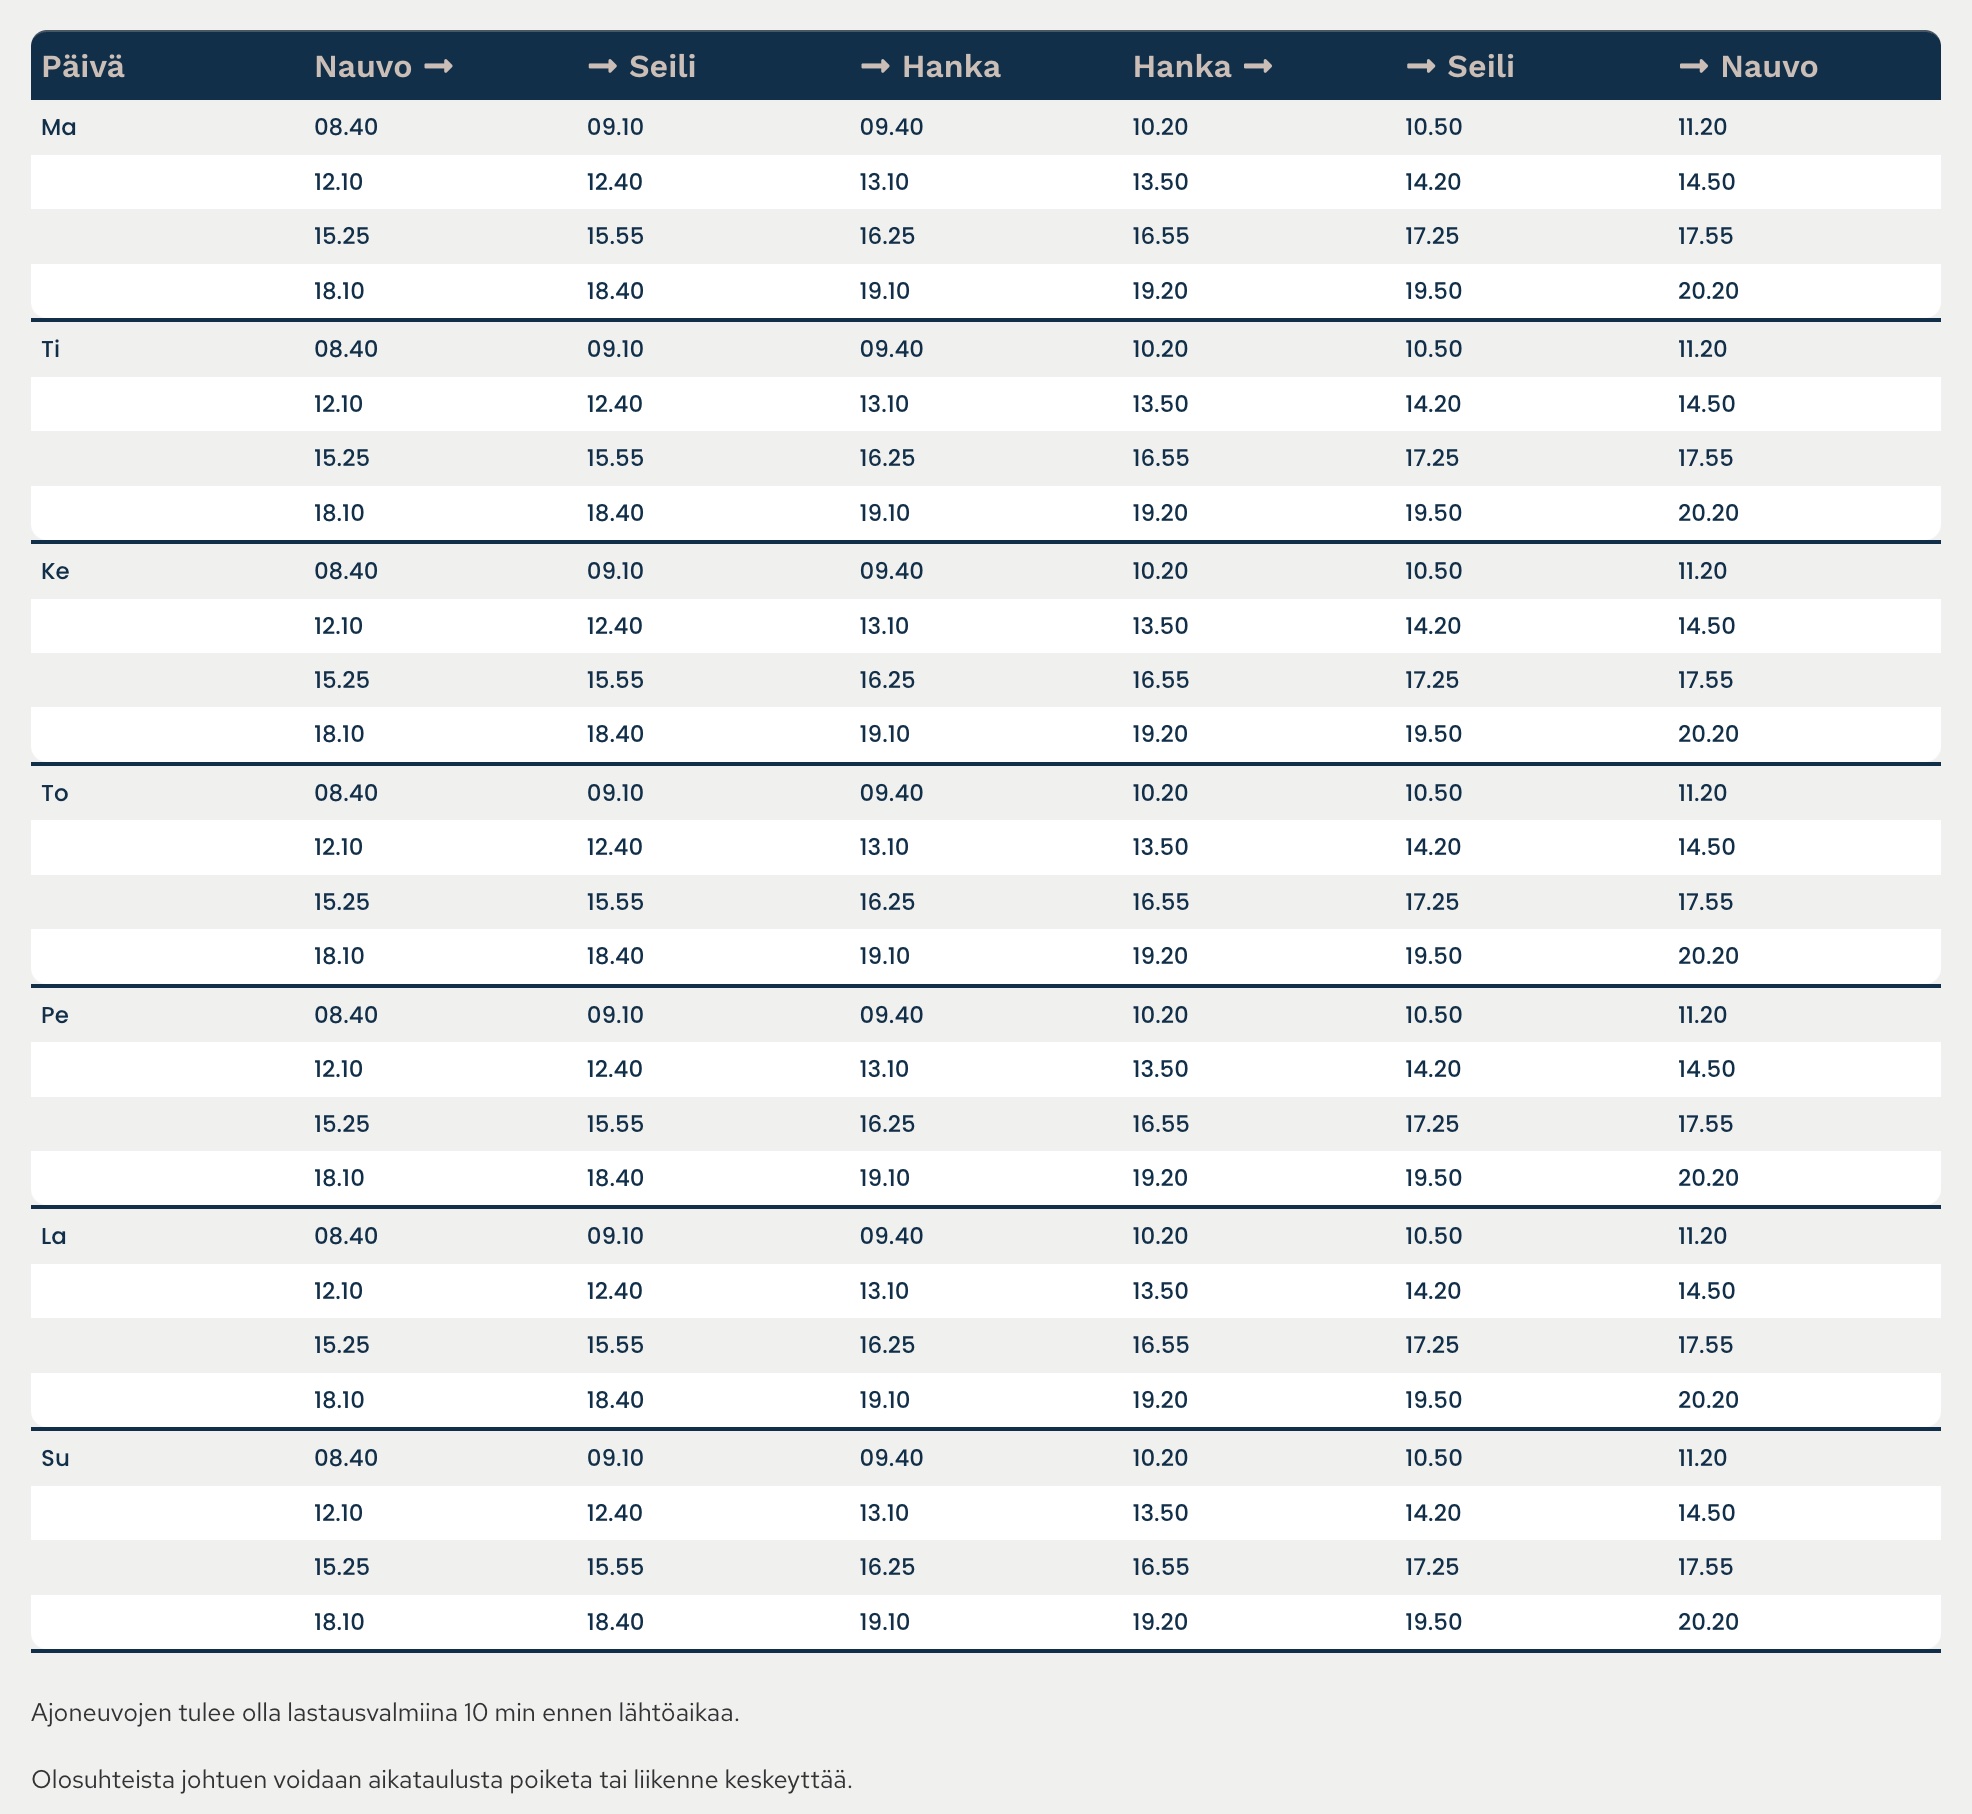 Päivä Nauvo → → Seili → Hanka Hanka → → Seili → Nauvo
Ma 08.40 09.10 09.40 10.20 10.50 11.20
12.10 12.40 13.10 13.50 14.20 14.50
15.25 15.55 16.25 16.55 17.25 17.55
18.10 18.40 19.10 19.20 19.50 20.20
Ti 08.40 09.10 09.40 10.20 10.50 11.20
12.10 12.40 13.10 13.50 14.20 14.50
15.25 15.55 16.25 16.55 17.25 17.55
18.10 18.40 19.10 19.20 19.50 20.20
Ke 08.40 09.10 09.40 10.20 10.50 11.20
12.10 12.40 13.10 13.50 14.20 14.50
15.25 15.55 16.25 16.55 17.25 17.55
18.10 18.40 19.10 19.20 19.50 20.20
To 08.40 09.10 09.40 10.20 10.50 11.20
12.10 12.40 13.10 13.50 14.20 14.50
15.25 15.55 16.25 16.55 17.25 17.55
18.10 18.40 19.10 19.20 19.50 20.20
Pe 08.40 09.10 09.40 10.20 10.50 11.20
12.10 12.40 13.10 13.50 14.20 14.50
15.25 15.55 16.25 16.55 17.25 17.55
18.10 18.40 19.10 19.20 19.50 20.20
La 08.40 09.10 09.40 10.20 10.50 11.20
12.10 12.40 13.10 13.50 14.20 14.50
15.25 15.55 16.25 16.55 17.25 17.55
18.10 18.40 19.10 19.20 19.50 20.20
Su 08.40 09.10 09.40 10.20 10.50 11.20
12.10 12.40 13.10 13.50 14.20 14.50
15.25 15.55 16.25 16.55 17.25 17.55
18.10 18.40 19.10 19.20 19.50 20.20
Ajoneuvojen tulee olla lastausvalmiina 10 min ennen lähtöaikaa.
Olosuhteista johtuen voidaan aikataulusta poiketa tai liikenne keskeyttää.